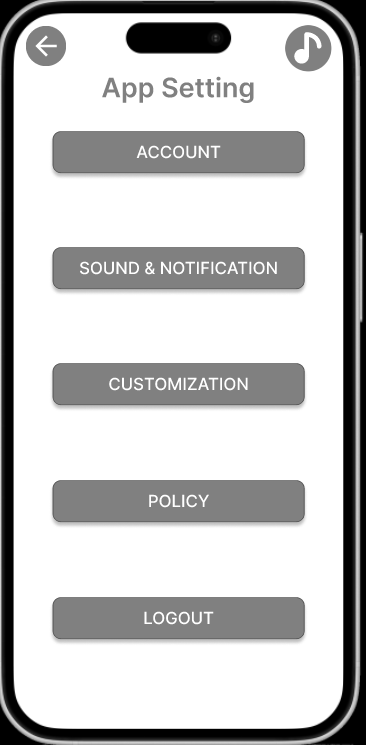 App Setting
ACCOUNT
SOUND & NOTIFICATION
CUSTOMIZATION
POLICY
LOGOUT